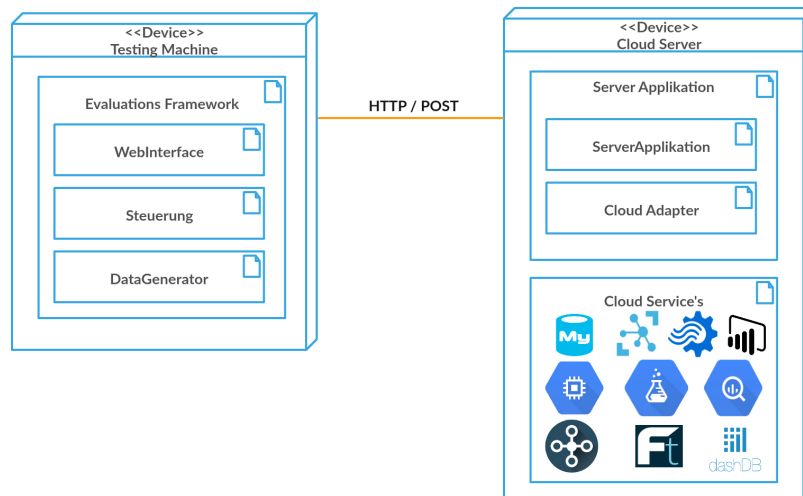 <<Device>>
Testing Machine
Evaluations Framework
WebInterface
Steuerung
DataGenerator
HTTP / POST
<<Device>>
Cloud Server
Server Applikation
ServerApplikation
Cloud Adapter
Cloud Service's
My
Ft
dashDB